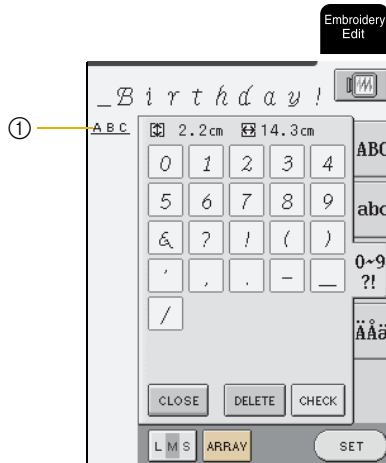 Embroidery
Edit
_Birthday!
① ABC 2.2cm 14.3cm
0 1 2 3 4
ABC
5 6 7 8 9
abc
& ? ! ( )
0~9
?!
' , . - _
/
ÄÅä
CLOSE DELETE CHECK
L M S ARRAY SET